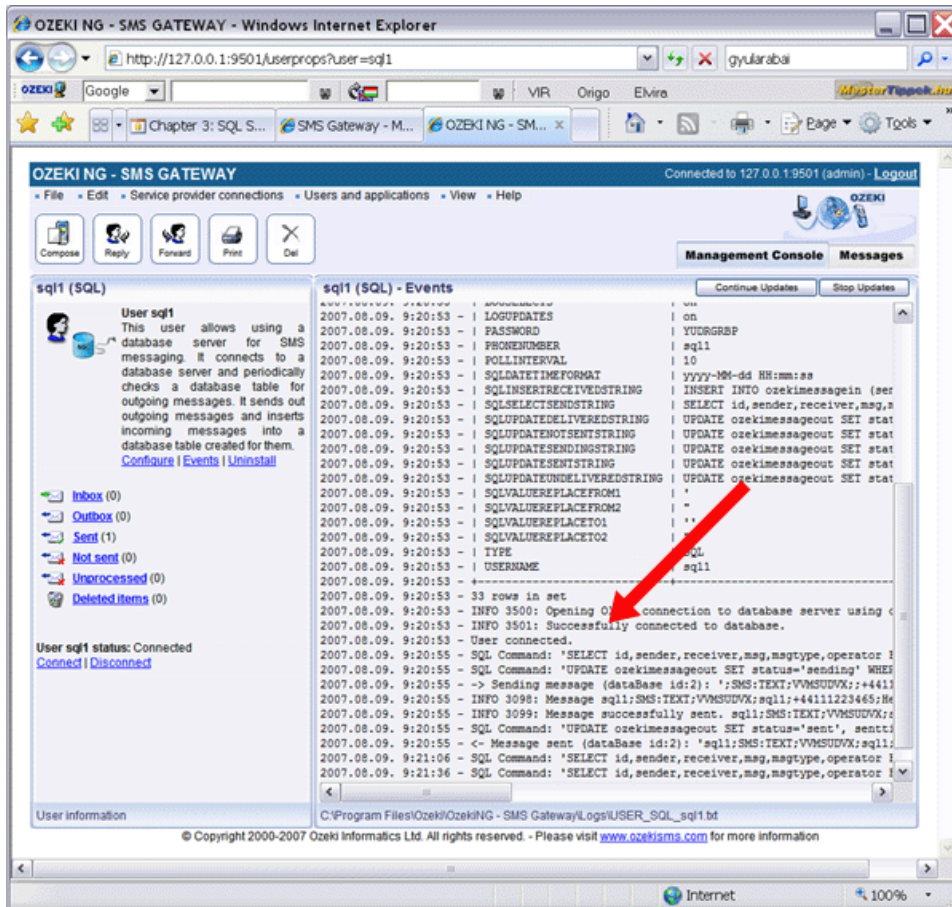 OZEKI NG - SMS GATEWAY - Windows Internet Explorer
http://127.0.0.1:9501/userprops?user=sql1
gyularabai
OZEKI Google VIR Origo Elvira MysterTippek.hu
Chapter 3: SQL S... SMS Gateway - M... OZEKI NG - SM... Page Tools
OZEKI NG - SMS GATEWAY
Connected to 127.0.0.1:9501 (admin) - Logout
File Edit Service provider connections Users and applications View Help
OZEKI
Compose Reply Forward Print Del
Management Console Messages
sql1 (SQL)
User sql1
This user allows using a
database server for SMS
messaging. It connects to a
database server and periodically
checks a database table for
outgoing messages. It sends out
outgoing messages and inserts
incoming messages into a
database table created for them.
Configure | Events | Uninstall
Inbox (0)
Outbox (0)
Sent (1)
Not sent (0)
Unprocessed (0)
Deleted items (0)
User sql1 status: Connected
Connect | Disconnect
User information
sql1 (SQL) - Events
Continue Updates Stop Updates
2007.08.09. 9:20:53 - | LOGUPDATES | on
2007.08.09. 9:20:53 - | PASSWORD | YUDRGRBP
2007.08.09. 9:20:53 - | PHONENUMBER | sql1
2007.08.09. 9:20:53 - | POLLINTERVAL | 10
2007.08.09. 9:20:53 - | SQLDATETIMEFORMAT | yyyy-MM-dd HH:mm:ss
2007.08.09. 9:20:53 - | SQLINSERTRECEIVEDSTRING | INSERT INTO ozekimessagein (ser
2007.08.09. 9:20:53 - | SQLSELECTSENDSTRING | SELECT id,sender,receiver,msg,m
2007.08.09. 9:20:53 - | SQLUPDATEDELIVEREDSTRING | UPDATE ozekimessageout SET stat
2007.08.09. 9:20:53 - | SQLUPDATENOTSENTSTRING | UPDATE ozekimessageout SET stat
2007.08.09. 9:20:53 - | SQLUPDATESENDINGSTRING | UPDATE ozekimessageout SET stat
2007.08.09. 9:20:53 - | SQLUPDATESENTSTRING | UPDATE ozekimessageout SET stat
2007.08.09. 9:20:53 - | SQLUPDATEUNDELIVEREDSTRING | UPDATE ozekimessageout SET stat
2007.08.09. 9:20:53 - | SQLVALUEREPLACEFROM1 | '
2007.08.09. 9:20:53 - | SQLVALUEREPLACEFROM2 | "
2007.08.09. 9:20:53 - | SQLVALUEREPLACETO1 | ''
2007.08.09. 9:20:53 - | SQLVALUEREPLACETO2 |
2007.08.09. 9:20:53 - | TYPE | SQL
2007.08.09. 9:20:53 - | USERNAME | sql1
2007.08.09. 9:20:53 - +
2007.08.09. 9:20:53 - 33 rows in set
2007.08.09. 9:20:53 - INFO 3500: Opening connection to database server using
2007.08.09. 9:20:53 - INFO 3501: Successfully connected to database.
2007.08.09. 9:20:53 - User connected.
2007.08.09. 9:20:55 - SQL Command: 'SELECT id,sender,receiver,msg,msgtype,operator
2007.08.09. 9:20:55 - SQL Command: 'UPDATE ozekimessageout SET status='sending' WHER
2007.08.09. 9:20:55 - -> Sending message (dataBase id:2): ';SMS:TEXT;VVMSUDVX;;+4411
2007.08.09. 9:20:55 - INFO 3098: Message sql1;SMS:TEXT;VVMSUDVX;sql1;+44111223465;He
2007.08.09. 9:20:55 - INFO 3099: Message successfully sent. sql1;SMS:TEXT;VVMSUDVX;s
2007.08.09. 9:20:55 - SQL Command: 'UPDATE ozekimessageout SET status='sent', sentti
2007.08.09. 9:20:55 - <- Message sent (dataBase id:2): 'sql1;SMS:TEXT;VVMSUDVX;sql1;
2007.08.09. 9:21:06 - SQL Command: 'SELECT id,sender,receiver,msg,msgtype,operator
2007.08.09. 9:21:36 - SQL Command: 'SELECT id,sender,receiver,msg,msgtype,operator
C:\Program Files\Ozeki\OzekiNG - SMS Gateway\Logs\USER_SQL_sql1.txt
© Copyright 2000-2007 Ozeki Informatics Ltd. All rights reserved. - Please visit www.ozekisms.com for more information
Internet 100%